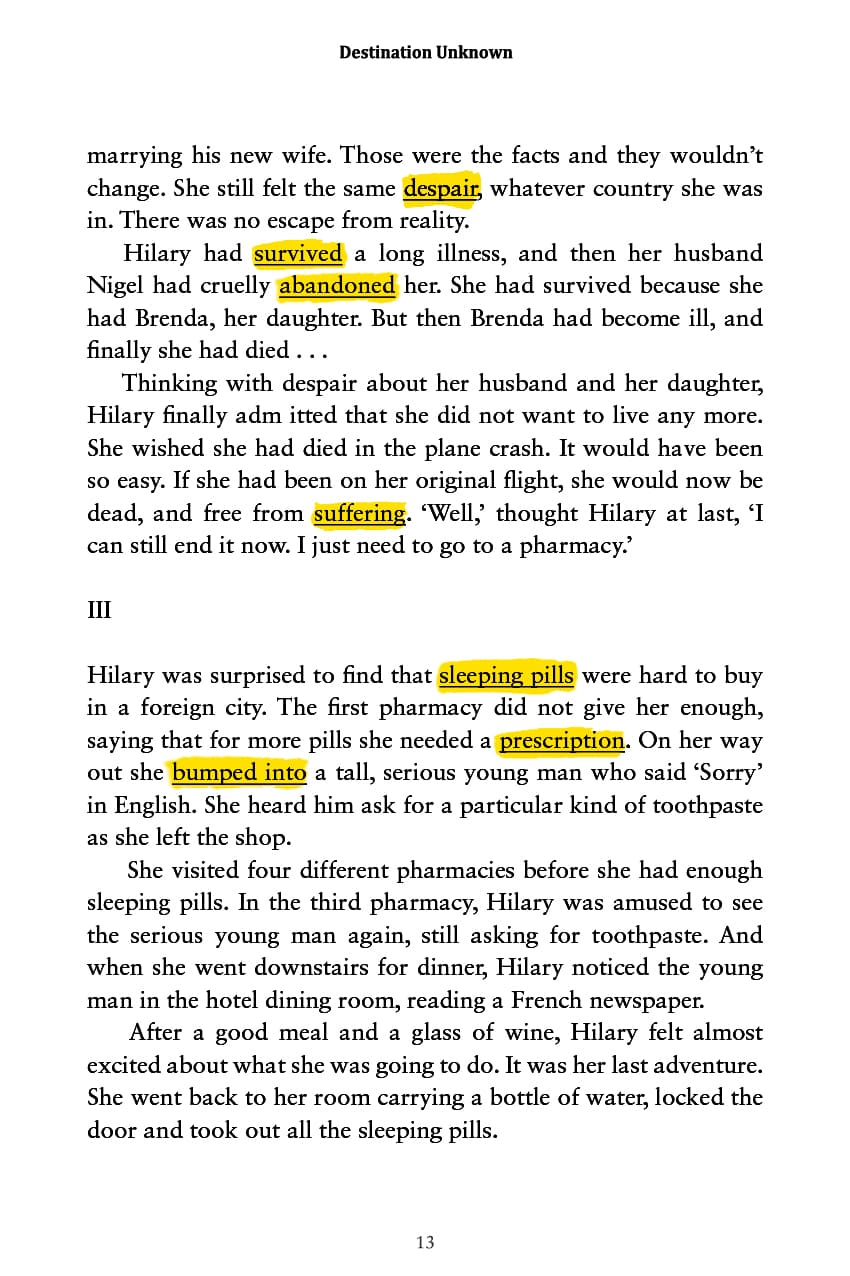 Destination Unknown
marrying his new wife. Those were the facts and they wouldn’t
change. She still felt the same despair, whatever country she was
in. There was no escape from reality.
Hilary had survived a long illness, and then her husband
Nigel had cruelly abandoned her. She had survived because she
had Brenda, her daughter. But then Brenda had become ill, and
finally she had died . . .
Thinking with despair about her husband and her daughter,
Hilary finally adm itted that she did not want to live any more.
She wished she had died in the plane crash. It would have been
so easy. If she had been on her original flight, she would now be
dead, and free from suffering. ‘Well,’ thought Hilary at last, ‘I
can still end it now. I just need to go to a pharmacy.’
III
Hilary was surprised to find that sleeping pills were hard to buy
in a foreign city. The first pharmacy did not give her enough,
saying that for more pills she needed a prescription. On her way
out she bumped into a tall, serious young man who said ‘Sorry’
in English. She heard him ask for a particular kind of toothpaste
as she left the shop.
She visited four different pharmacies before she had enough
sleeping pills. In the third pharmacy, Hilary was amused to see
the serious young man again, still asking for toothpaste. And
when she went downstairs for dinner, Hilary noticed the young
man in the hotel dining room, reading a French newspaper.
After a good meal and a glass of wine, Hilary felt almost
excited about what she was going to do. It was her last adventure.
She went back to her room carrying a bottle of water, locked the
door and took out all the sleeping pills.
13